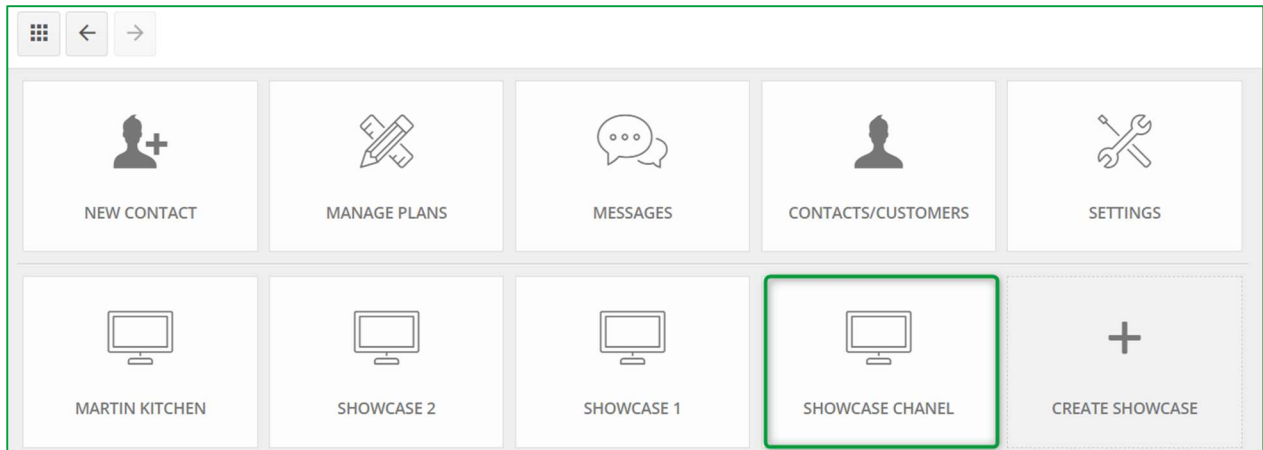 NEW CONTACT
MANAGE PLANS
MESSAGES
CONTACTS/CUSTOMERS
SETTINGS
MARTIN KITCHEN
SHOWCASE 2
SHOWCASE 1
SHOWCASE CHANEL
CREATE SHOWCASE